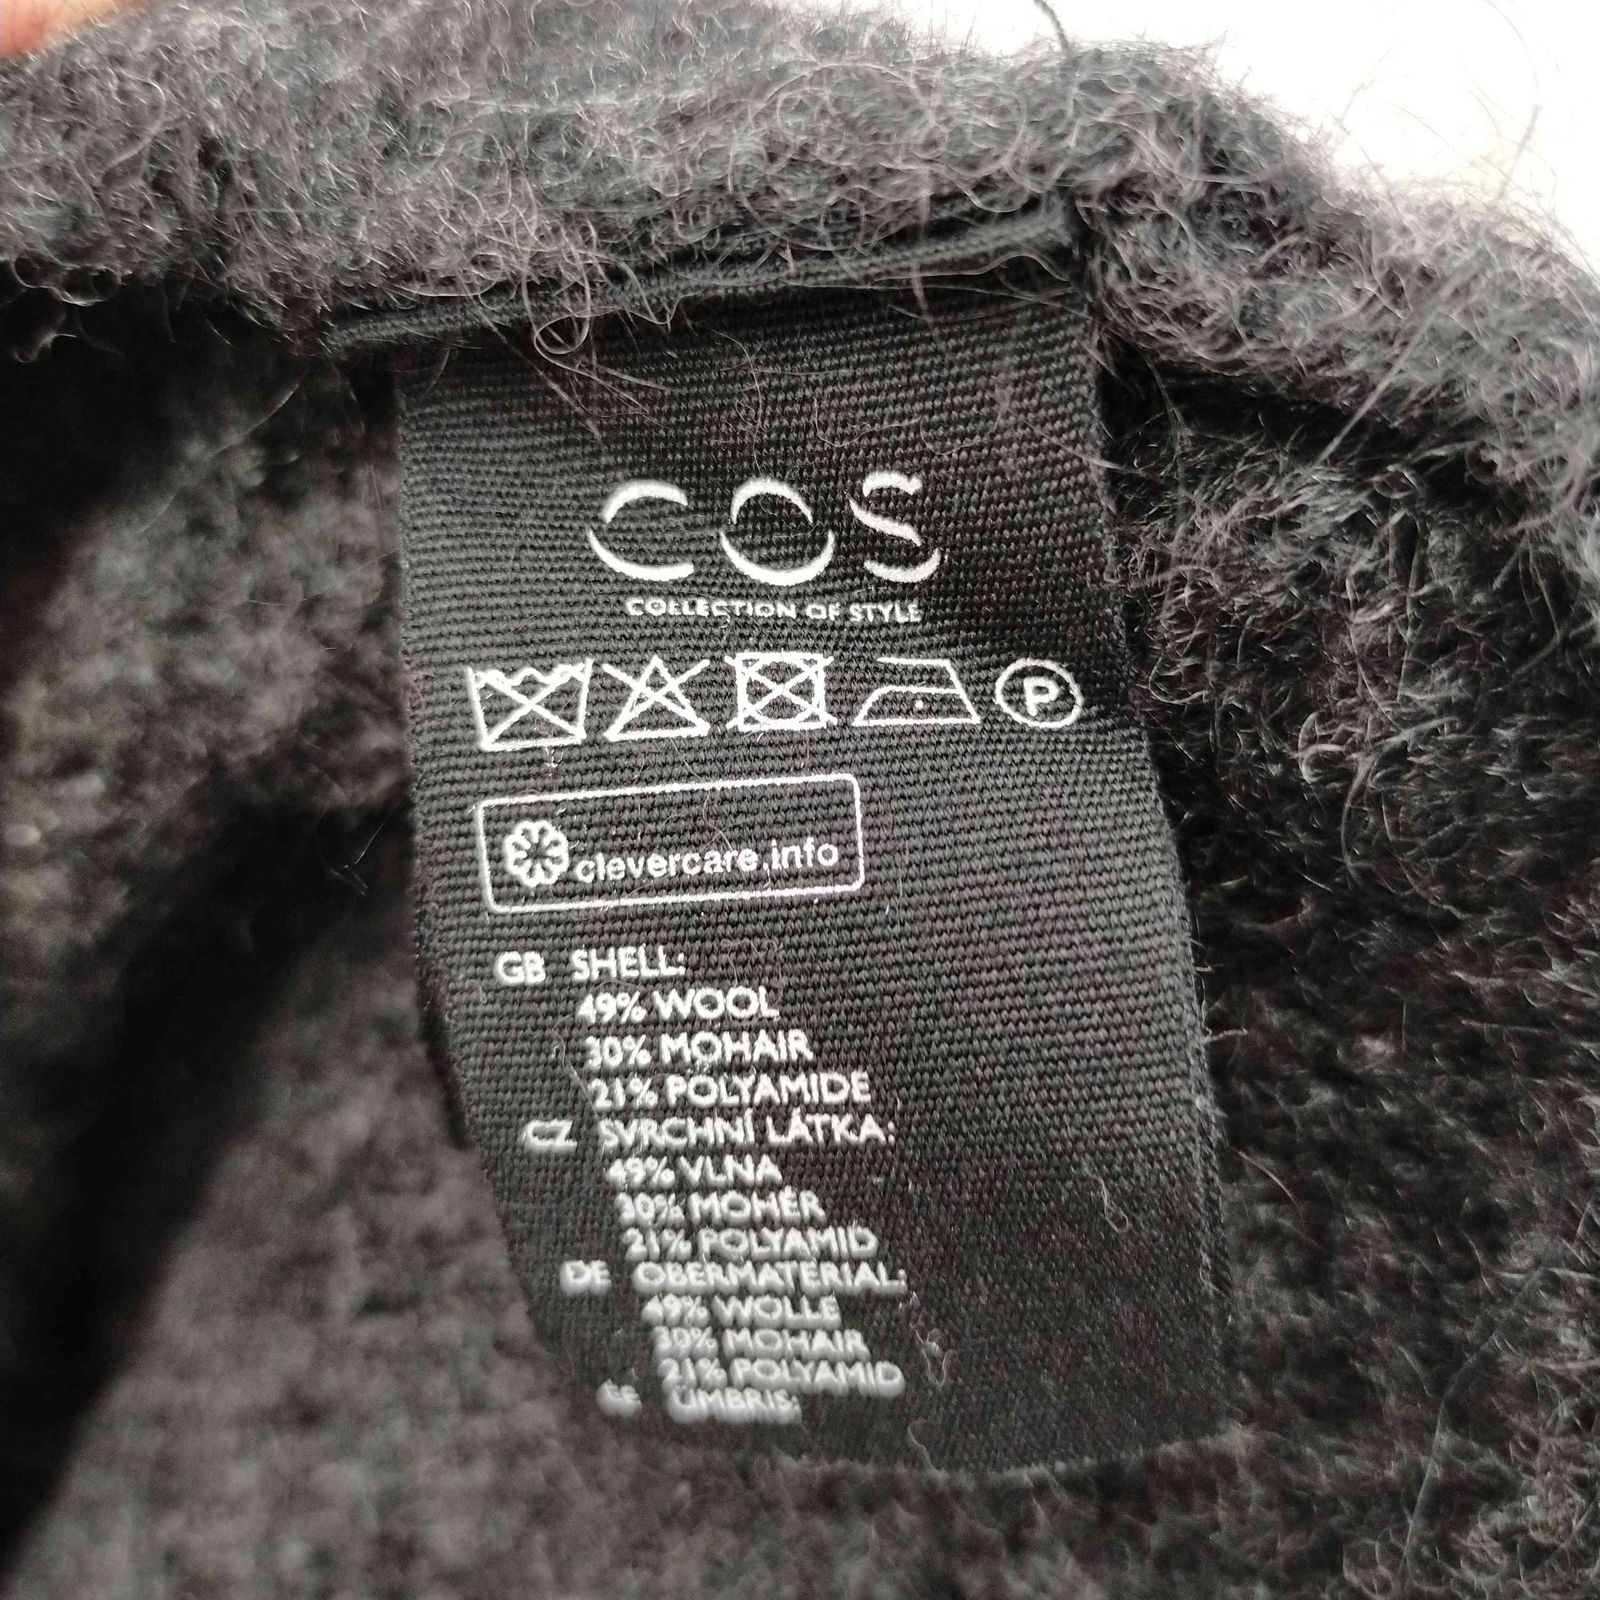 COS
COLLECTION OF STYLE
P
clevercare.info
GB SHELL:
49% WOOL
30% MOHAIR
21% POLYAMIDE
CZ SVRCHNÍ LÁTKA:
49% VLNA
30% MOHÉR
21% POLYAMID
DE OBERMATERIAL:
49% WOLLE
30% MOHAIR
21% POLYAMID
EE ÜMBRIS: